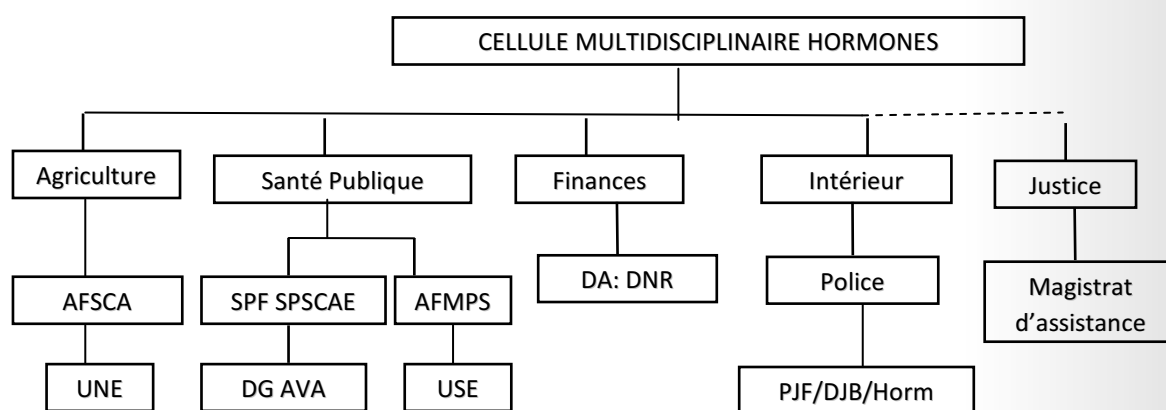 CELLULE MULTIDISCIPLINAIRE HORMONES
Agriculture
Santé Publique
Finances
Intérieur
Justice
AFSCA
SPF SPSCAE
AFMPS
DA: DNR
Police
Magistrat
d’assistance
UNE
DG AVA
USE
PJF/DJB/Horm